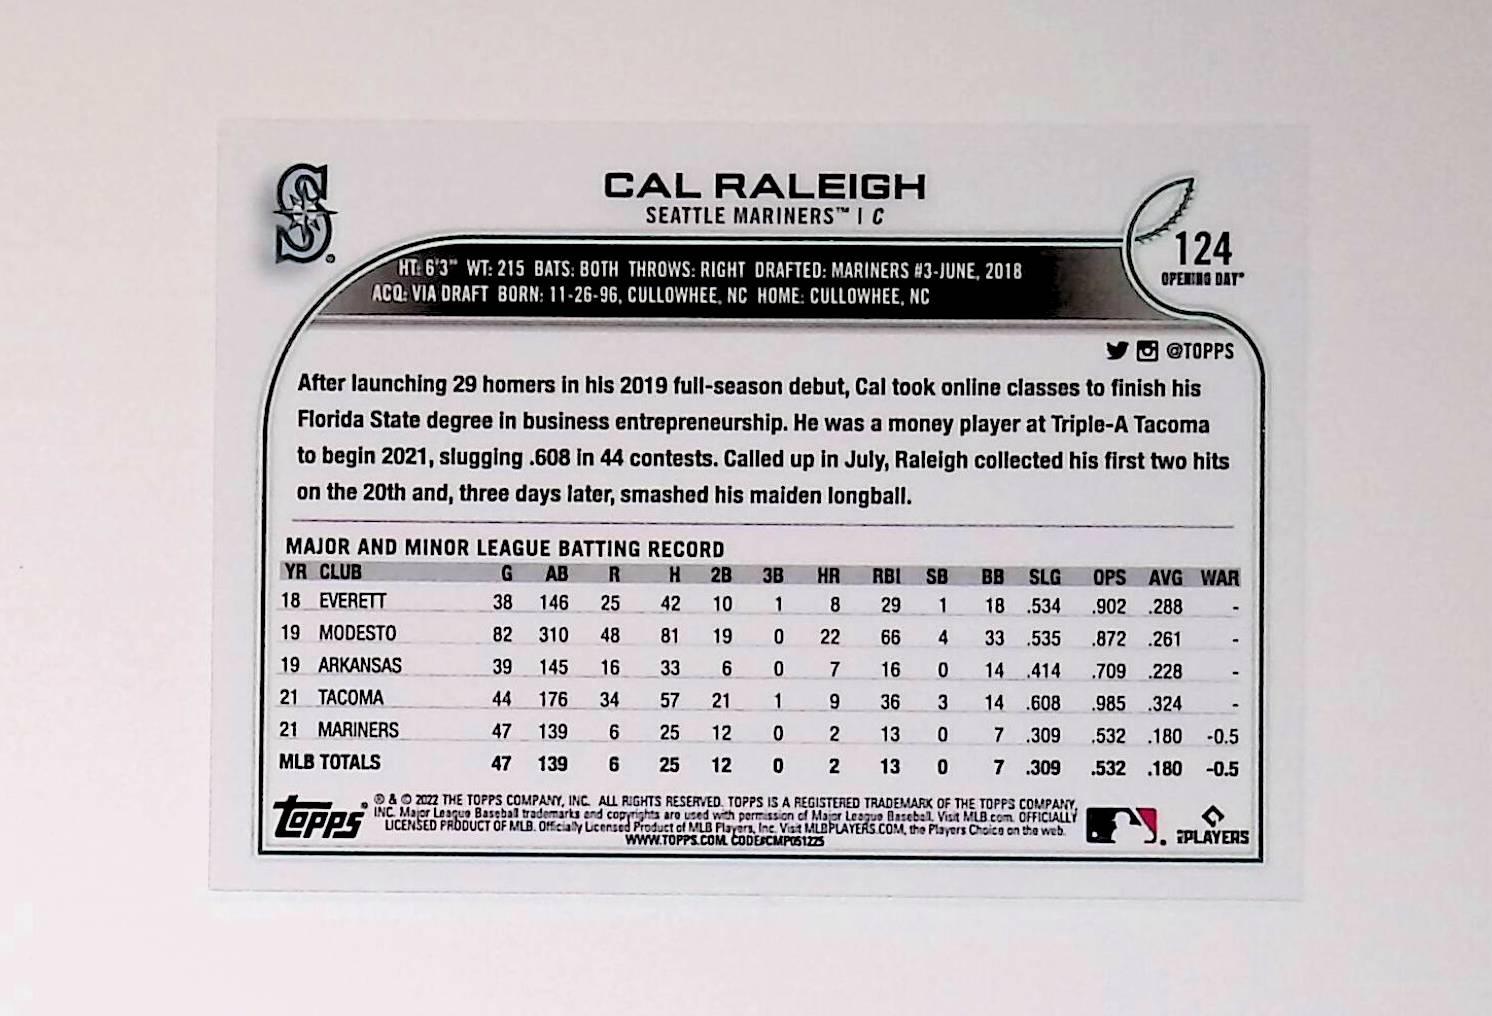 CAL RALEIGH
SEATTLE MARINERS™ | C
124
OPENING DAY®
HT: 6'3" WT: 215 BATS: BOTH THROWS: RIGHT DRAFTED: MARINERS #3-JUNE, 2018
ACQ: VIA DRAFT BORN: 11-26-96, CULLOWHEE, NC HOME: CULLOWHEE, NC
@TOPPS
After launching 29 homers in his 2019 full-season debut, Cal took online classes to finish his
Florida State degree in business entrepreneurship. He was a money player at Triple-A Tacoma
to begin 2021, slugging .608 in 44 contests. Called up in July, Raleigh collected his first two hits
on the 20th and, three days later, smashed his maiden longball.
MAJOR AND MINOR LEAGUE BATTING RECORD
YR CLUB G AB R H 2B 3B HR RBI SB BB SLG OPS AVG WAR
18 EVERETT 38 146 25 42 10 1 8 29 1 18 .534 .902 .288 -
19 MODESTO 82 310 48 81 19 0 22 66 4 33 .535 .872 .261 -
19 ARKANSAS 39 145 16 33 6 0 7 16 0 14 .414 .709 .228 -
21 TACOMA 44 176 34 57 21 1 9 36 3 14 .608 .985 .324 -
21 MARINERS 47 139 6 25 12 0 2 13 0 7 .309 .532 .180 -0.5
MLB TOTALS 47 139 6 25 12 0 2 13 0 7 .309 .532 .180 -0.5
topps® ® & © 2022 THE TOPPS COMPANY, INC. ALL RIGHTS RESERVED. TOPPS IS A REGISTERED TRADEMARK OF THE TOPPS COMPANY,
INC. Major League Baseball trademarks and copyrights are used with permission of Major League Baseball. Visit MLB.com. OFFICIALLY
LICENSED PRODUCT OF MLB. Officially Licensed Product of MLB Players, Inc. Visit MLBPLAYERS.COM, the Players Choice on the web.
WWW.TOPPS.COM. CODE#CMP051225
PLAYERS